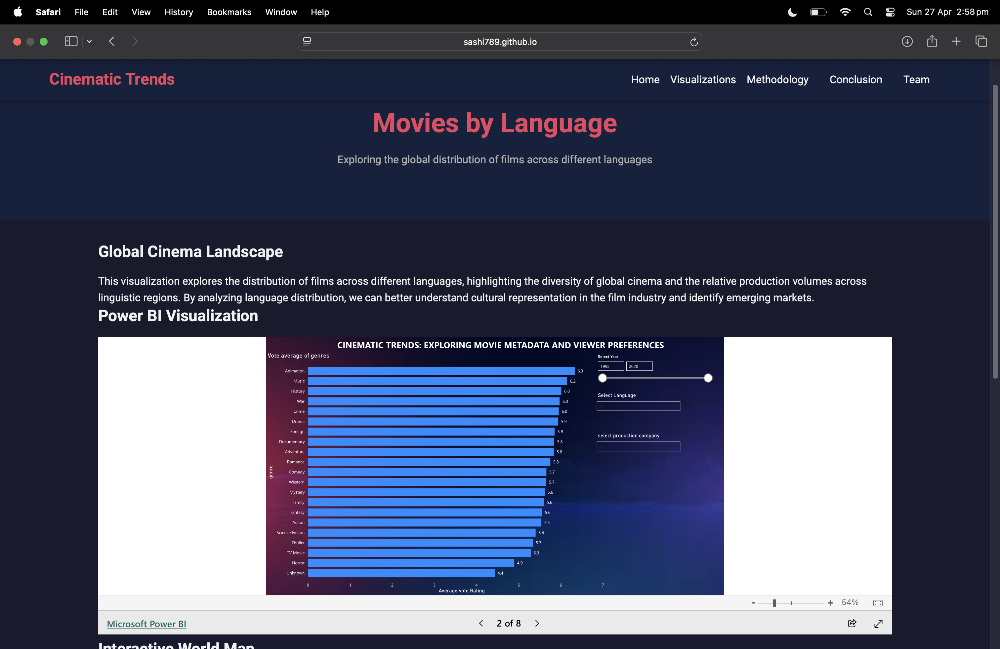 Safari File Edit View History Bookmarks Window Help Sun 27 Apr 2:58 pm
sashi789.github.io
Cinematic Trends Home Visualizations Methodology Conclusion Team
Movies by Language
Exploring the global distribution of films across different languages
Global Cinema Landscape
This visualization explores the distribution of films across different languages, highlighting the diversity of global cinema and the relative production volumes across
linguistic regions. By analyzing language distribution, we can better understand cultural representation in the film industry and identify emerging markets.
Power BI Visualization
CINEMATIC TRENDS: EXPLORING MOVIE METADATA AND VIEWER PREFERENCES
Vote average of genres
Animation 6.3
Music 6.2
History 6.0
War 6.0
Crime 6.0
Drama 5.9
Foreign 5.9
Documentary 5.8
Adventure 5.8
Romance 5.8
Comedy 5.7
Western 5.7
Mystery 5.6
Family 5.6
Fantasy 5.6
Action 5.5
Science Fiction 5.4
Thriller 5.3
TV Movie 5.3
Horror 4.9
Unknown 4.4
genre
0 1 2 3 4 5 6 7
Average vote Rating
Select Year
1995 2020
Select Language
All
select production company
All
- + 54%
Microsoft Power BI 2 of 8
Interactive World Map